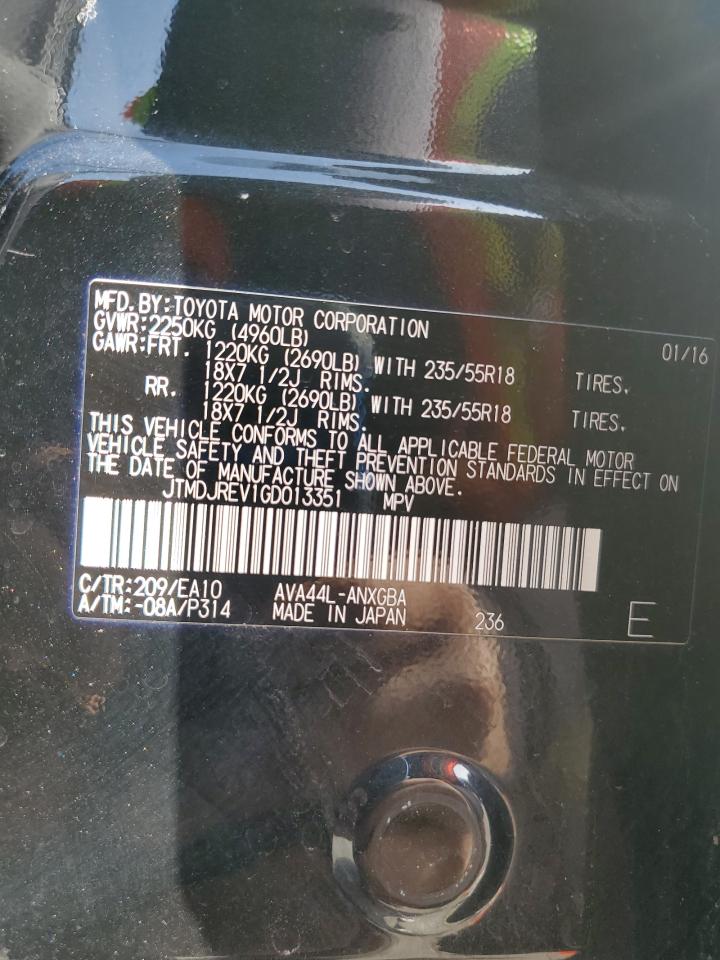 MFD. BY: TOYOTA MOTOR CORPORATION 01/16
GVWR: 2250KG (4960LB)
GAWR: FRT. 1220KG (2690LB) WITH 235/55R18 TIRES,
18X7 1/2J RIMS.
RR. 1220KG (2690LB) WITH 235/55R18 TIRES,
18X7 1/2J RIMS.
THIS VEHICLE CONFORMS TO ALL APPLICABLE FEDERAL MOTOR
VEHICLE SAFETY AND THEFT PREVENTION STANDARDS IN EFFECT ON
THE DATE OF MANUFACTURE SHOWN ABOVE.
JTMDJREV1GD013351 MPV
C/TR: 209/EA10 AVA44L-ANXGBA
A/TM: -08A/P314 MADE IN JAPAN 236 E